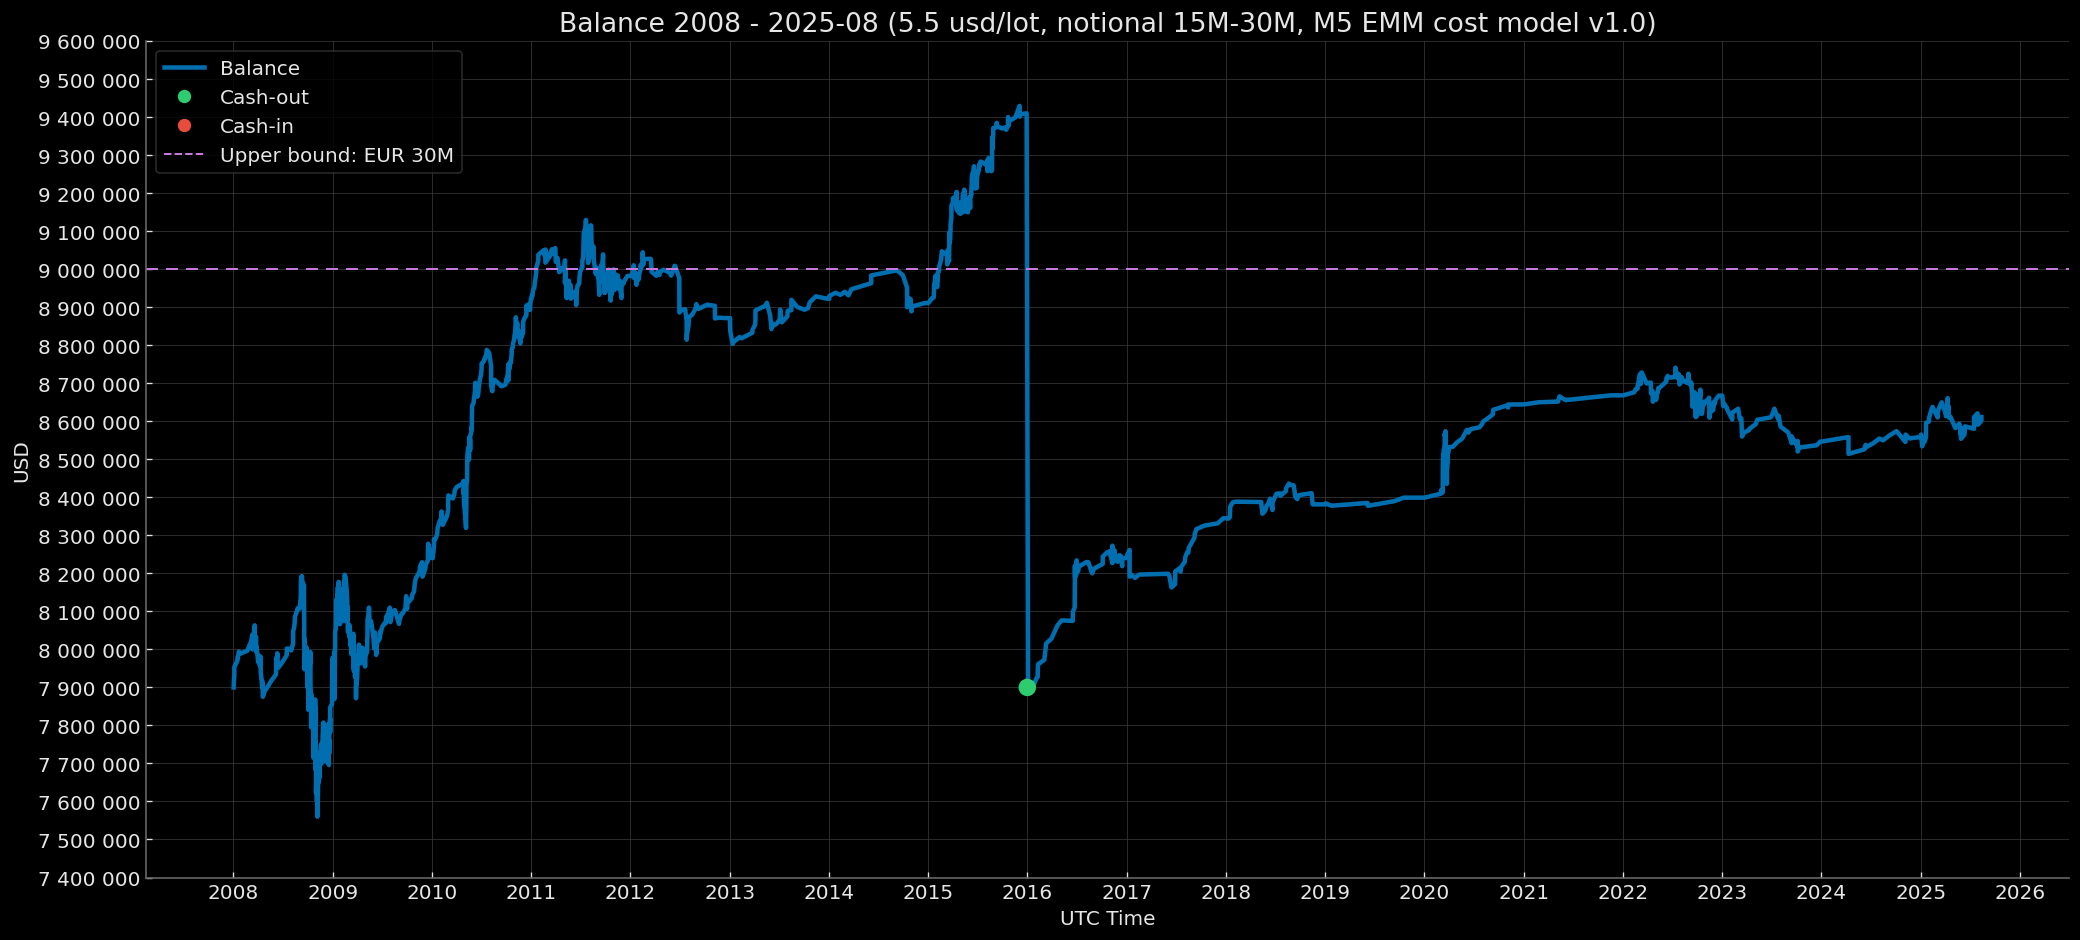 Balance 2008 - 2025-08 (5.5 usd/lot, notional 15M-30M, M5 EMM cost model v1.0)
Balance
Cash-out
Cash-in
Upper bound: EUR 30M
USD
9 600 000
9 500 000
9 400 000
9 300 000
9 200 000
9 100 000
9 000 000
8 900 000
8 800 000
8 700 000
8 600 000
8 500 000
8 400 000
8 300 000
8 200 000
8 100 000
8 000 000
7 900 000
7 800 000
7 700 000
7 600 000
7 500 000
7 400 000
2008 2009 2010 2011 2012 2013 2014 2015 2016 2017 2018 2019 2020 2021 2022 2023 2024 2025 2026
UTC Time